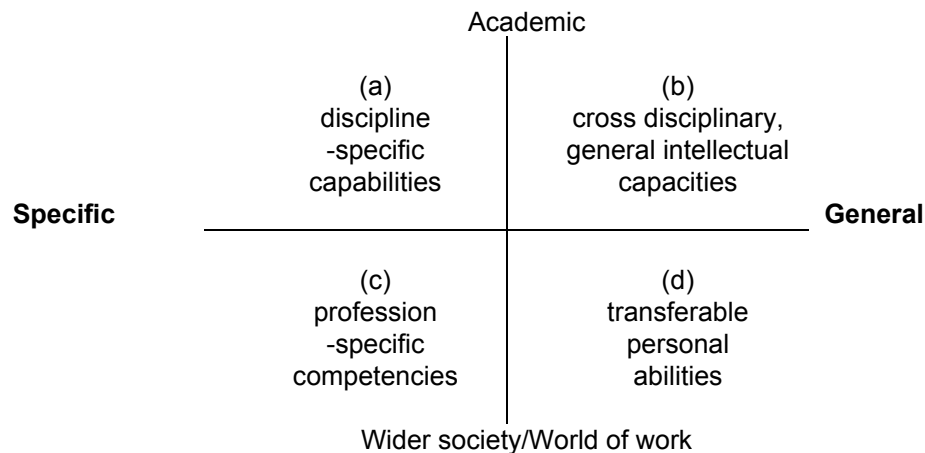 Academic
(a)
discipline
-specific
capabilities
(b)
cross disciplinary,
general intellectual
capacities
Specific
General
(c)
profession
-specific
competencies
(d)
transferable
personal
abilities
Wider society/World of work